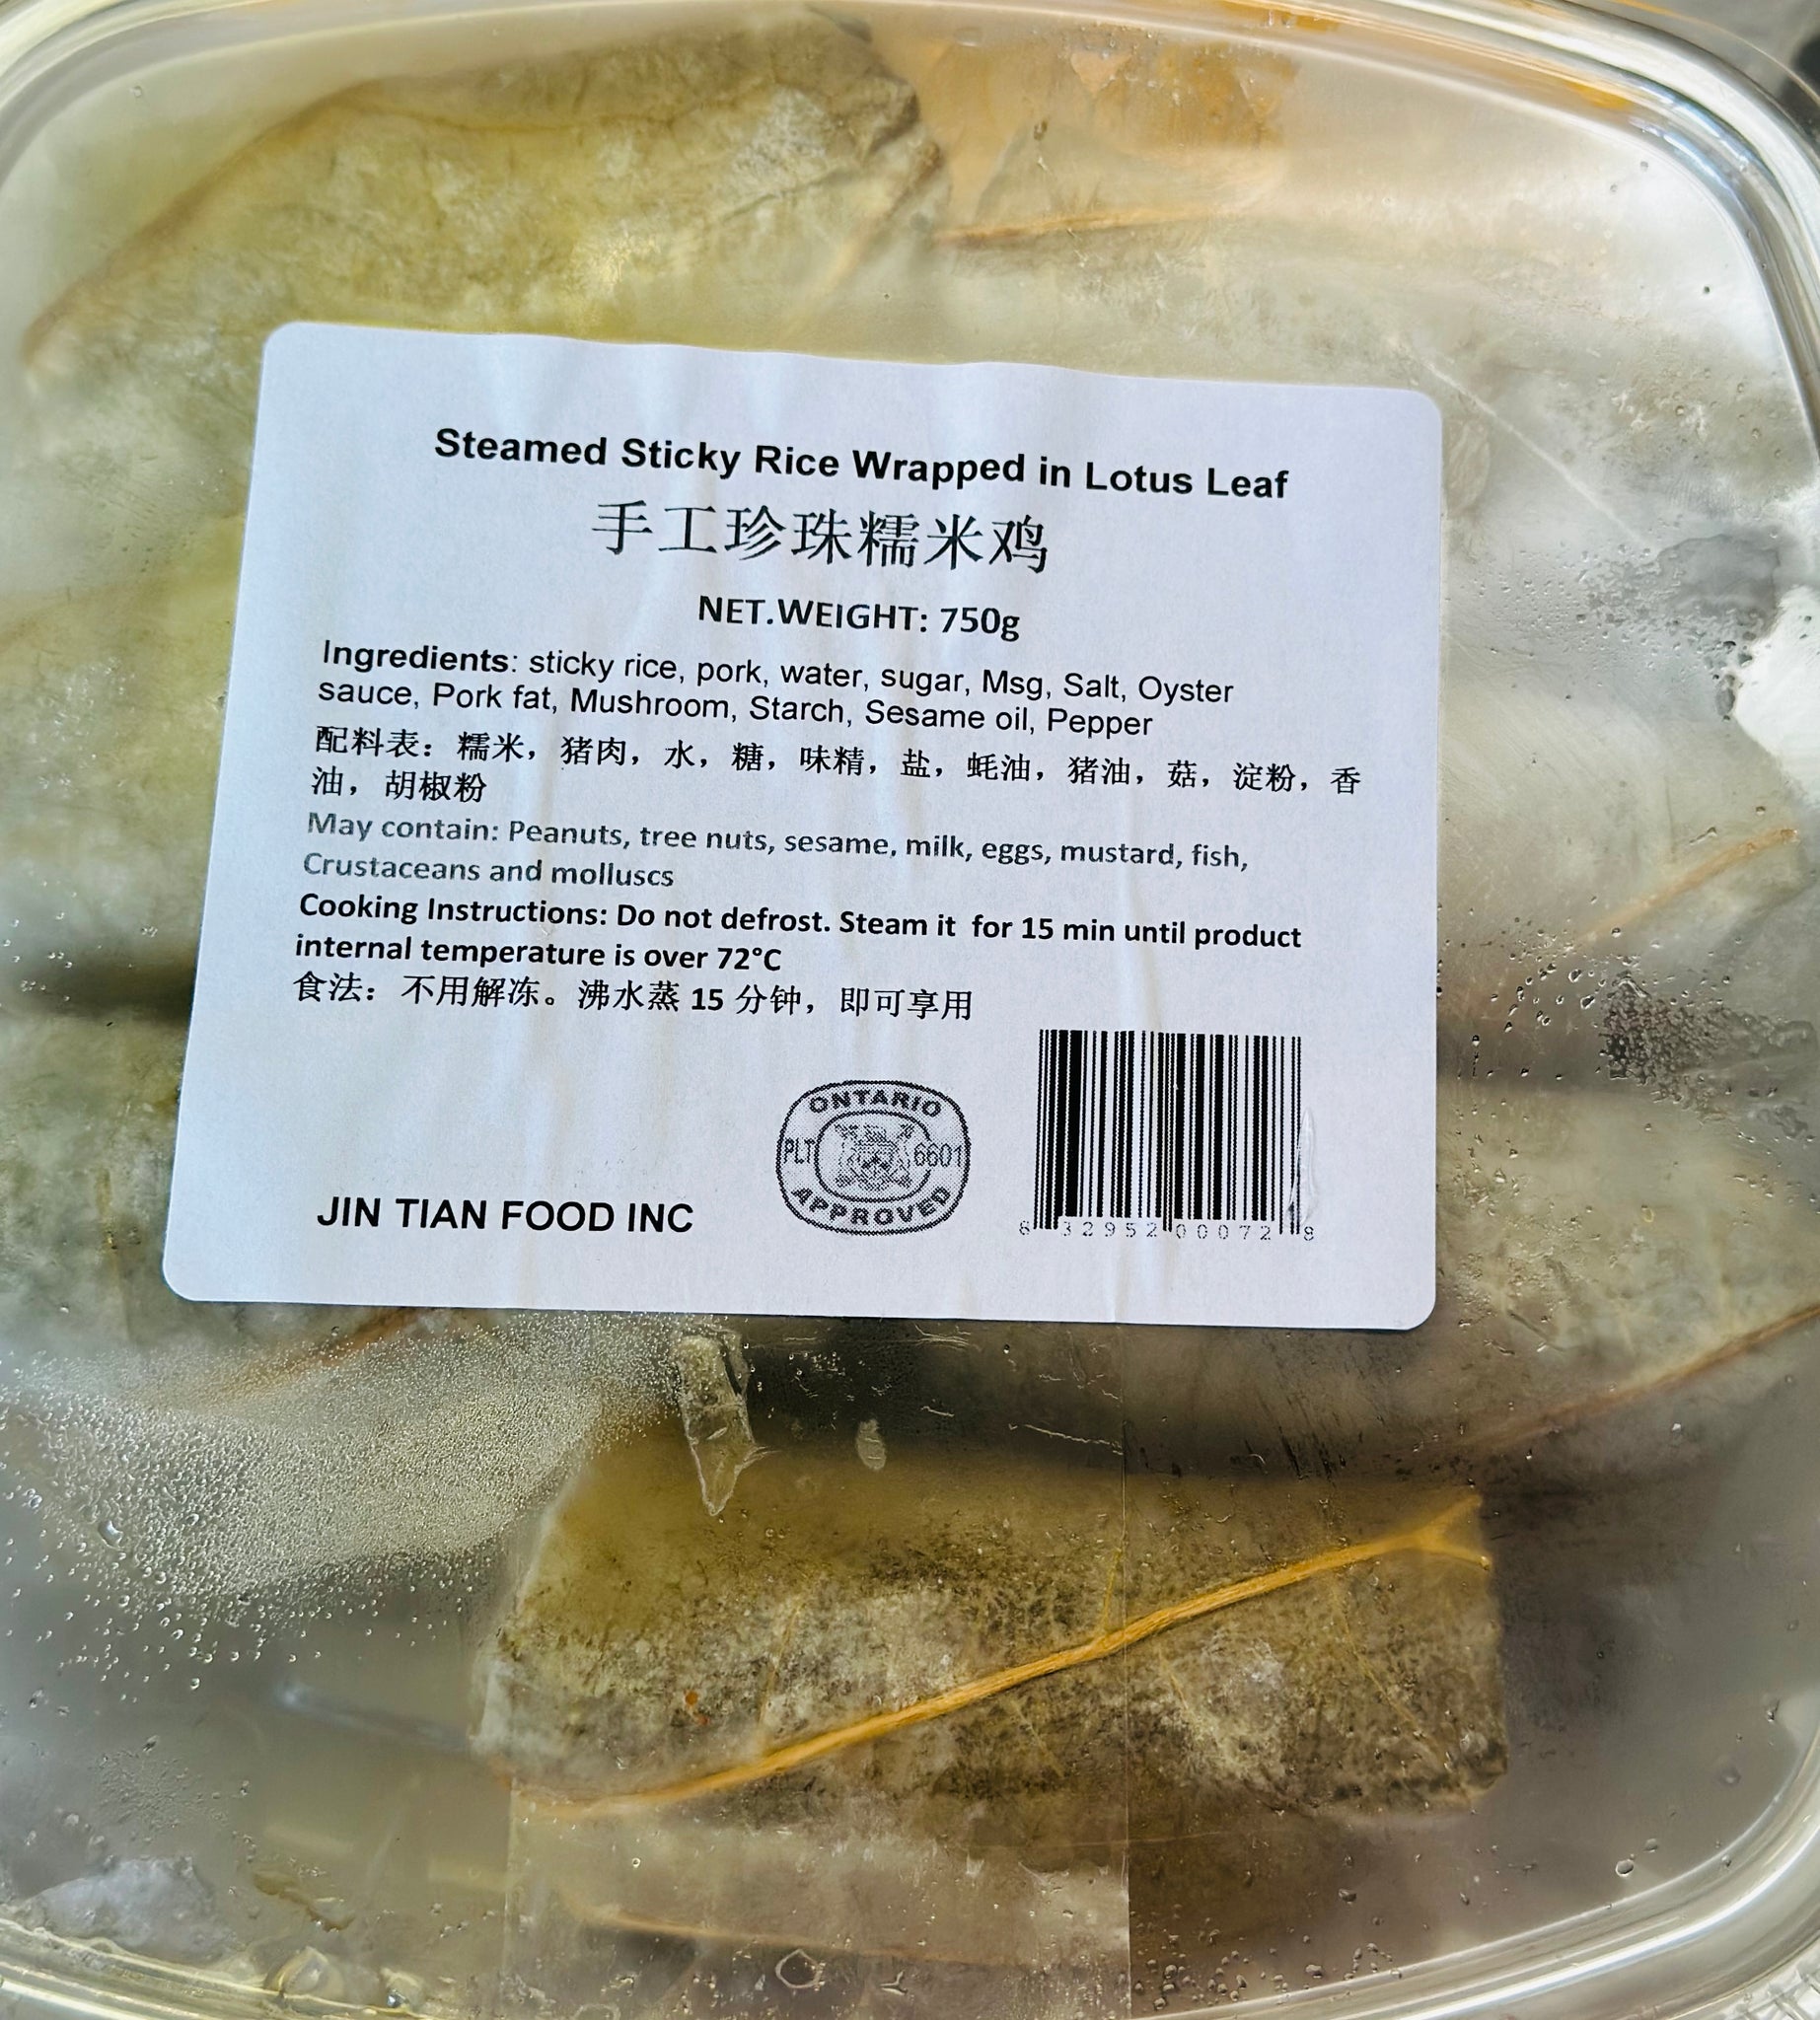 Steamed Sticky Rice Wrapped in Lotus Leaf
手工珍珠糯米鸡
NET.WEIGHT: 750g
Ingredients: sticky rice, pork, water, sugar, Msg, Salt, Oyster
sauce, Pork fat, Mushroom, Starch, Sesame oil, Pepper
配料表：糯米，猪肉，水，糖，味精，盐，蚝油，猪油，菇，淀粉，香
油，胡椒粉
May contain: Peanuts, tree nuts, sesame, milk, eggs, mustard, fish,
Crustaceans and molluscs
Cooking Instructions: Do not defrost. Steam it for 15 min until product
internal temperature is over 72°C
食法：不用解冻。沸水蒸 15 分钟，即可享用
ONTARIO
PLT 6601
APPROVED
JIN TIAN FOOD INC
6 32952 00072 8